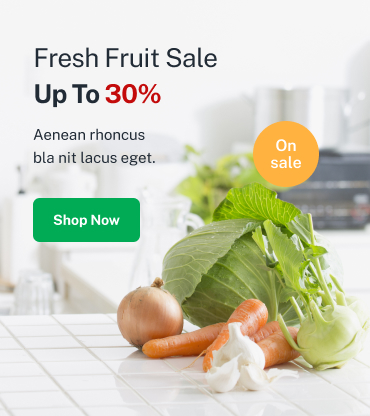 Fresh Fruit Sale
Up To 30%
Aenean rhoncus
bla nit lacus eget.
On
sale
Shop Now